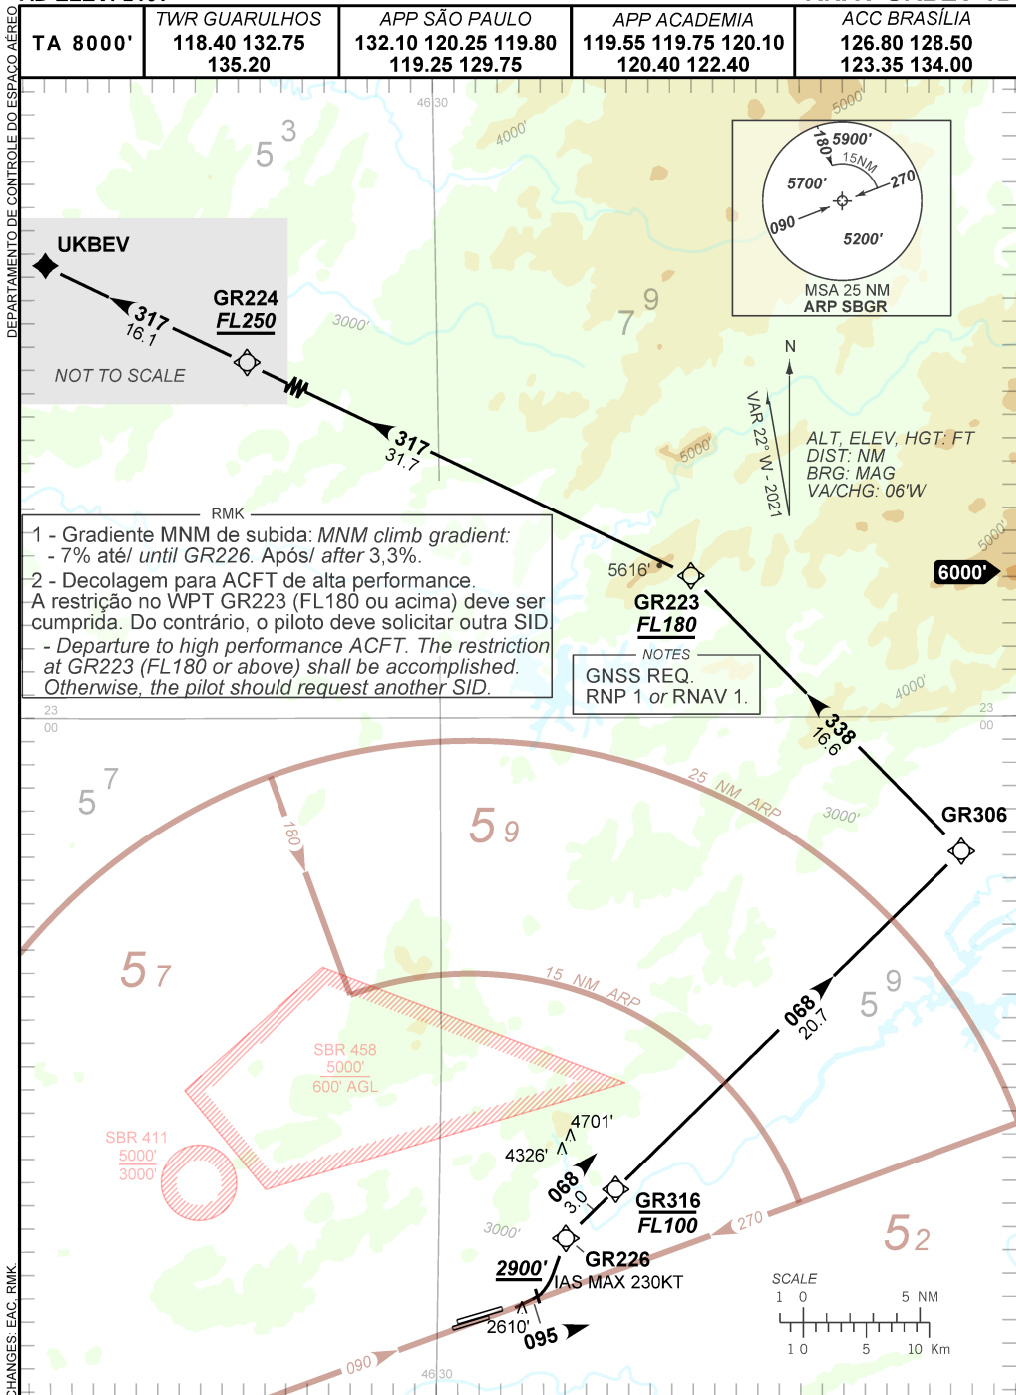 TA 8000'
TWR GUARULHOS
118.40 132.75
135.20
APP SÃO PAULO
132.10 120.25 119.80
119.25 129.75
APP ACADEMIA
119.55 119.75 120.10
120.40 122.40
ACC BRASÍLIA
126.80 128.50
123.35 134.00
DEPARTAMENTO DE CONTROLE DO ESPAÇO AÉREO
46 30
4000'
5000'
5 3
5900'
180
15NM
270
5700'
090
5200'
MSA 25 NM
ARP SBGR
UKBEV
317
16.1
GR224
FL250
NOT TO SCALE
3000'
7 9
N
VAR 22° W - 2021
ALT, ELEV, HGT: FT
DIST: NM
BRG: MAG
VA/CHG: 06'W
317
31.7
5000'
5000'
6000'
RMK
1 - Gradiente MNM de subida: MNM climb gradient:
- 7% até/ until GR226. Após/ after 3,3%.
2 - Decolagem para ACFT de alta performance.
A restrição no WPT GR223 (FL180 ou acima) deve ser
cumprida. Do contrário, o piloto deve solicitar outra SID.
- Departure to high performance ACFT. The restriction
at GR223 (FL180 or above) shall be accomplished.
Otherwise, the pilot should request another SID.
5616'
GR223
FL180
NOTES
GNSS REQ.
RNP 1 or RNAV 1.
4000'
23
00
23
00
338
16.6
5 7
25 NM ARP
3000'
GR306
180
5 9
5 7
15 NM ARP
5 9
068
20.7
SBR 458
5000'
600' AGL
SBR 411
5000'
3000'
4701'
4326'
068
3.0
GR316
FL100
3000'
270
5 2
GR226
2900'
IAS MAX 230KT
2610'
095
090
46 30
SCALE
1 0 5 NM
1 0 5 10 Km
CHANGES: EAC, RMK.